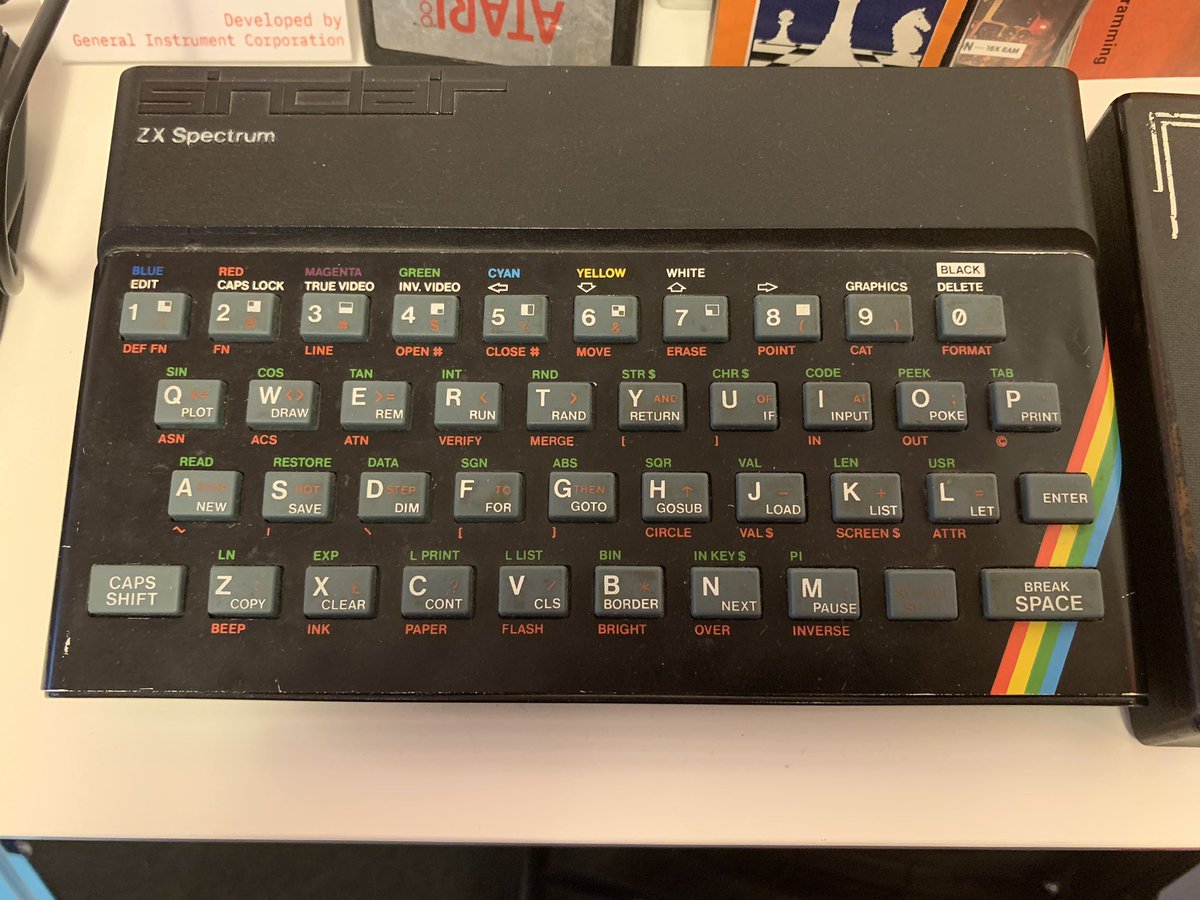 Developed by
General Instrument Corporation
ATARI
N — 16K RAM
ramming
sinclair
ZX Spectrum
BLUE RED MAGENTA GREEN CYAN YELLOW WHITE BLACK
EDIT CAPS LOCK TRUE VIDEO INV. VIDEO ⇦ ⇩ ⇧ ⇨ GRAPHICS DELETE
1 2 3 # 4 $ 5 6 & 7 8 ( 9 ) 0
DEF FN FN LINE OPEN # CLOSE # MOVE ERASE POINT CAT FORMAT
SIN COS TAN INT RND STR $ CHR $ CODE PEEK TAB
Q <= W <> E >= R < T > Y AND U OR I AT O ; P
PLOT DRAW REM RUN RAND RETURN IF INPUT POKE PRINT
ASN ACS ATN VERIFY MERGE [ ] IN OUT ©
READ RESTORE DATA SGN ABS SQR VAL LEN USR
A S NOT D STEP F TO G THEN H ↑ J − K + L = ENTER
NEW SAVE DIM FOR GOTO GOSUB LOAD LIST LET
~ | \ { } CIRCLE VAL $ SCREEN $ ATTR
LN EXP L PRINT L LIST BIN IN KEY $ PI
CAPS SHIFT Z : X £ C ? V / B * N M BREAK
COPY CLEAR CONT CLS BORDER NEXT PAUSE SPACE
BEEP INK PAPER FLASH BRIGHT OVER INVERSE